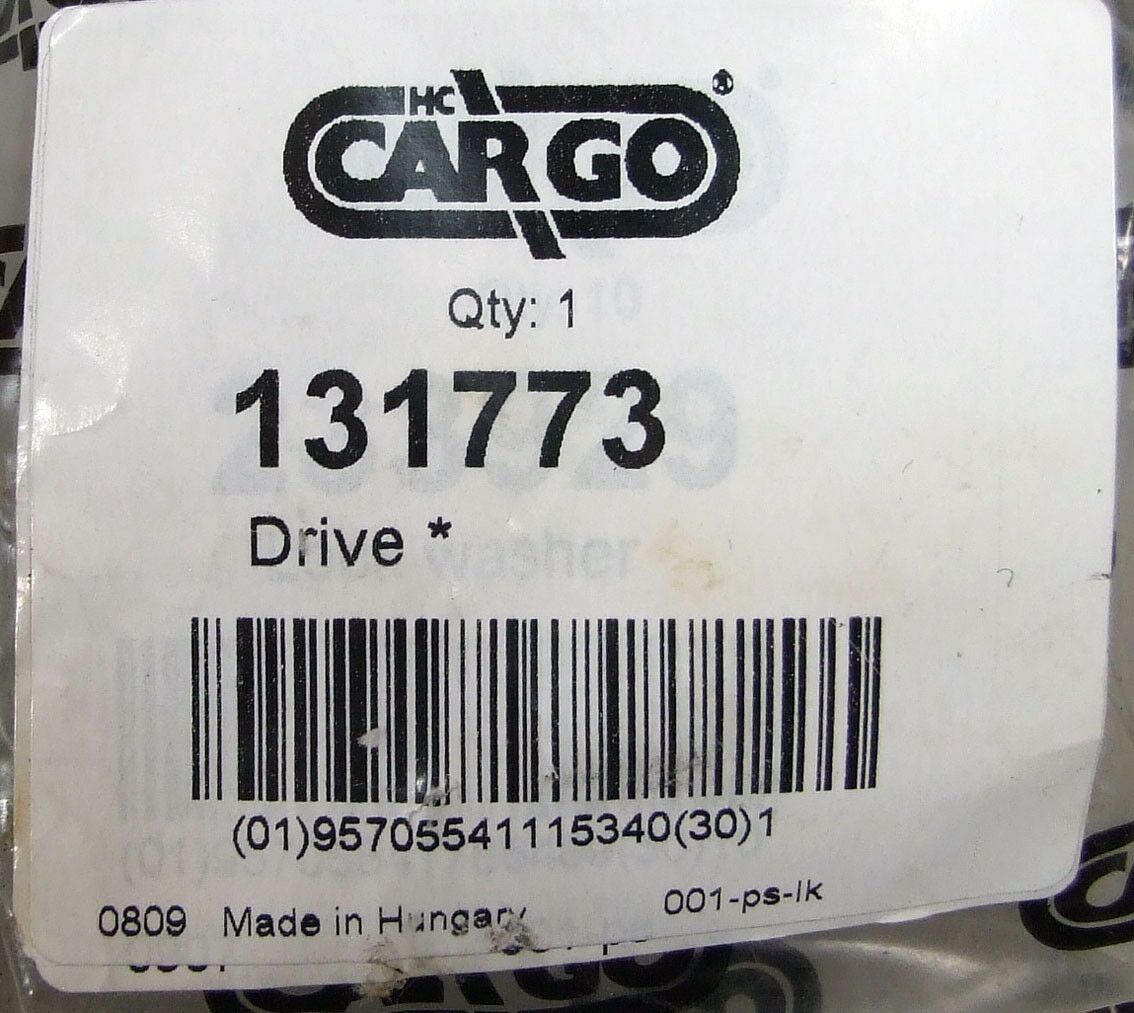 HC
CARGO®
Qty: 1
131773
Drive *
(01)95705541115340(30)1
0809 Made in Hungary 001-ps-lk